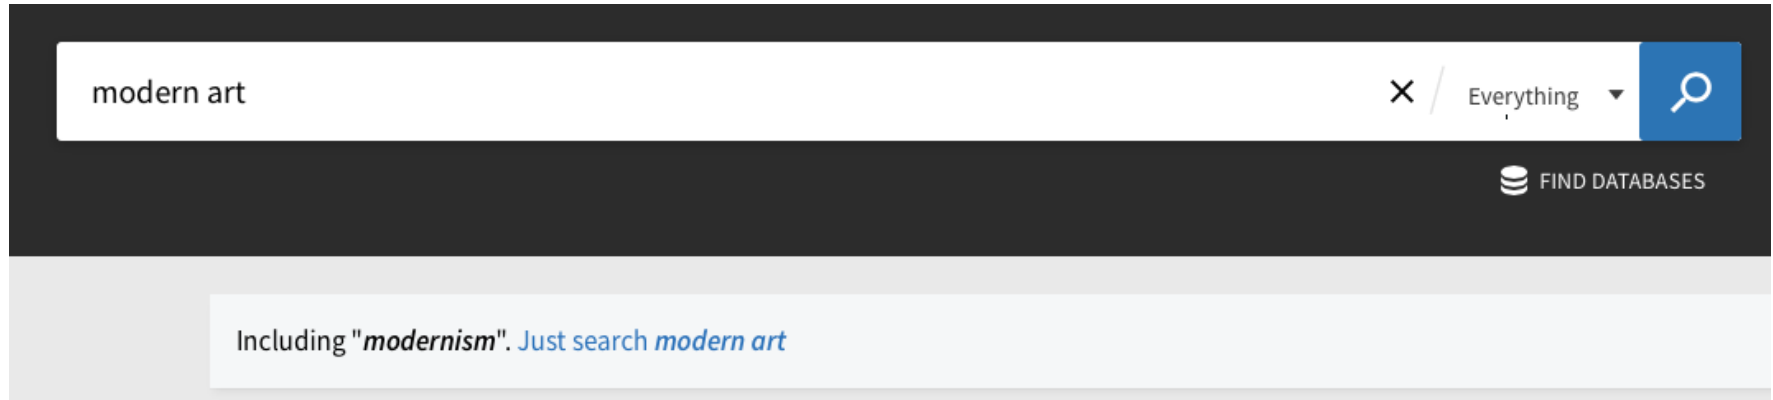 modern art
Everything
FIND DATABASES
Including "modernism". Just search modern art